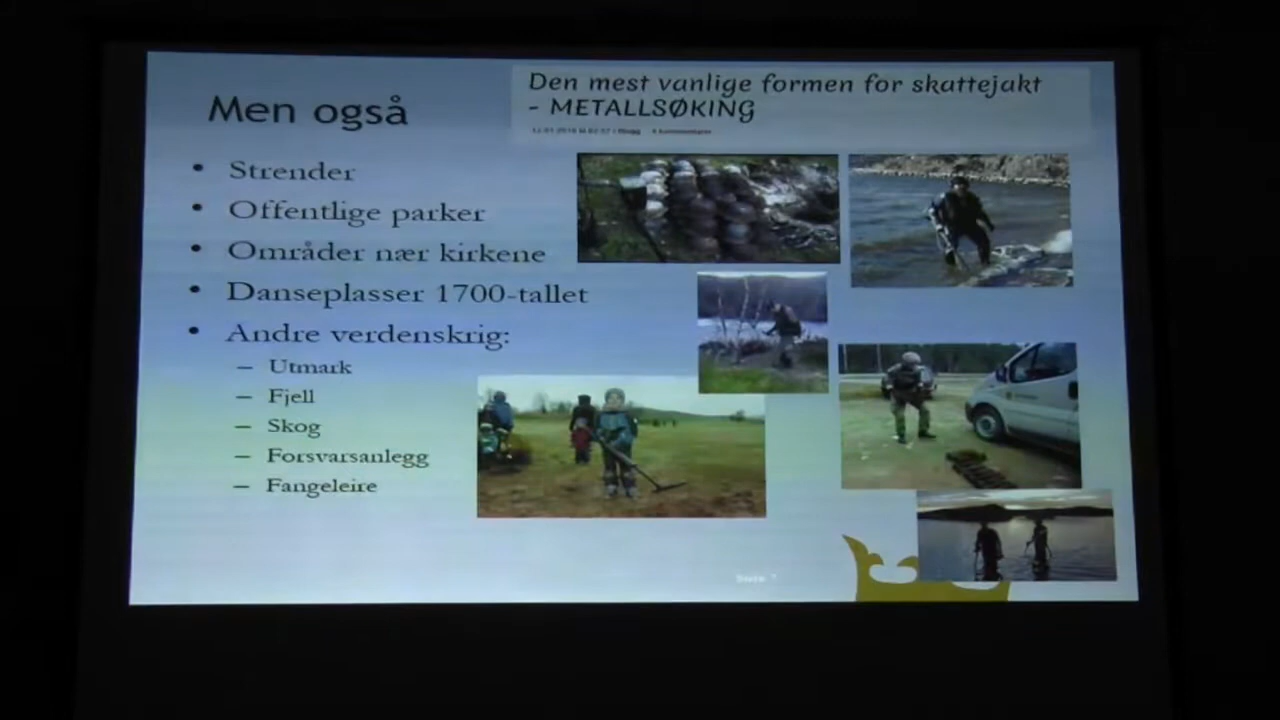 Men også
Den mest vanlige formen for skattejakt
- METALLSØKING
• Strender
• Offentlige parker
• Områder nær kirkene
• Danseplasser 1700-tallet
• Andre verdenskrig:
– Utmark
– Fjell
– Skog
– Forsvarsanlegg
– Fangeleire